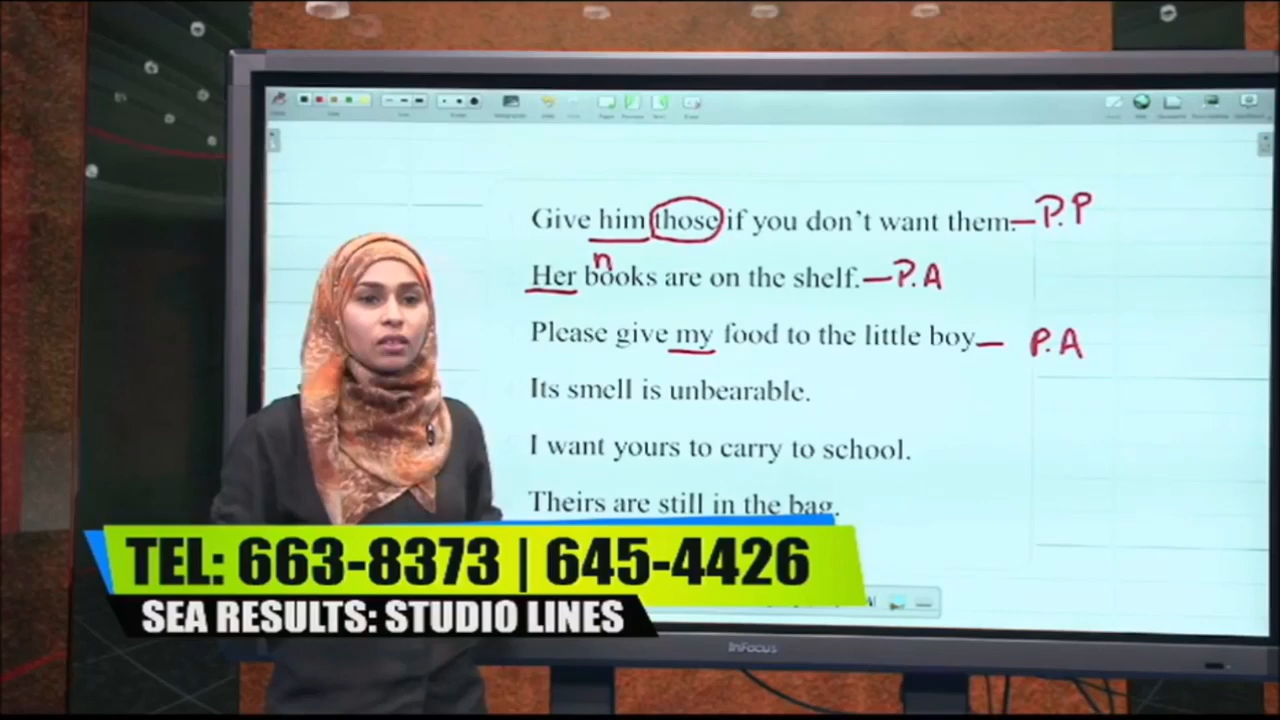 Give him those if you don't want them. — P.P
n
Her books are on the shelf. — P.A
Please give my food to the little boy — P.A
Its smell is unbearable.
I want yours to carry to school.
Theirs are still in the bag.
TEL: 663-8373 | 645-4426
SEA RESULTS: STUDIO LINES
InFocus